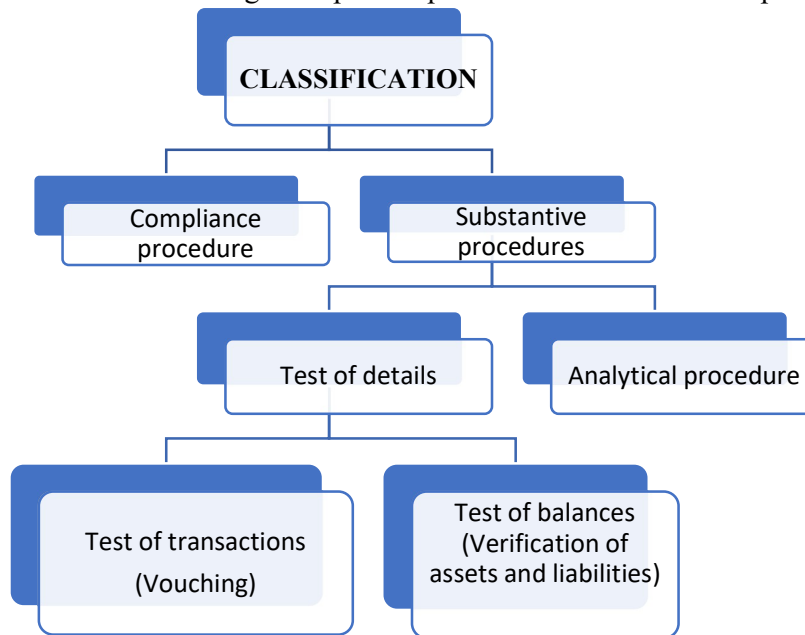 CLASSIFICATION
Compliance
procedure
Substantive
procedures
Test of details
Analytical procedure
Test of transactions
(Vouching)
Test of balances
(Verification of
assets and liabilities)